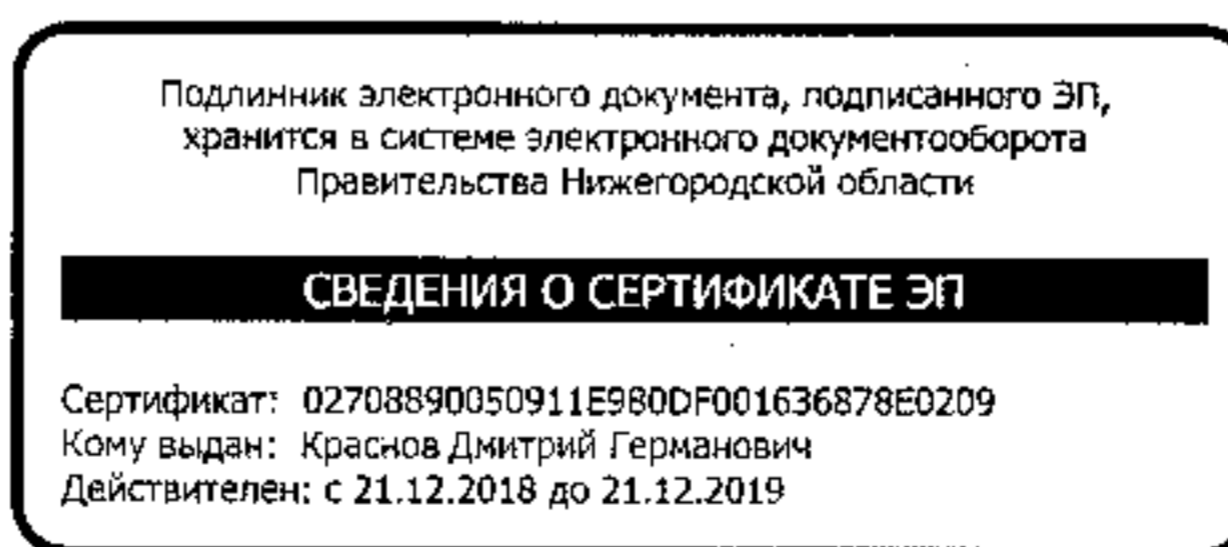 Подлинник электронного документа, подписанного ЭП,
хранится в системе электронного документооборота
Правительства Нижегородской области
СВЕДЕНИЯ О СЕРТИФИКАТЕ ЭП
Сертификат: 02708890050911E980DF001636878E0209
Кому выдан: Краснов Дмитрий Германович
Действителен: с 21.12.2018 до 21.12.2019